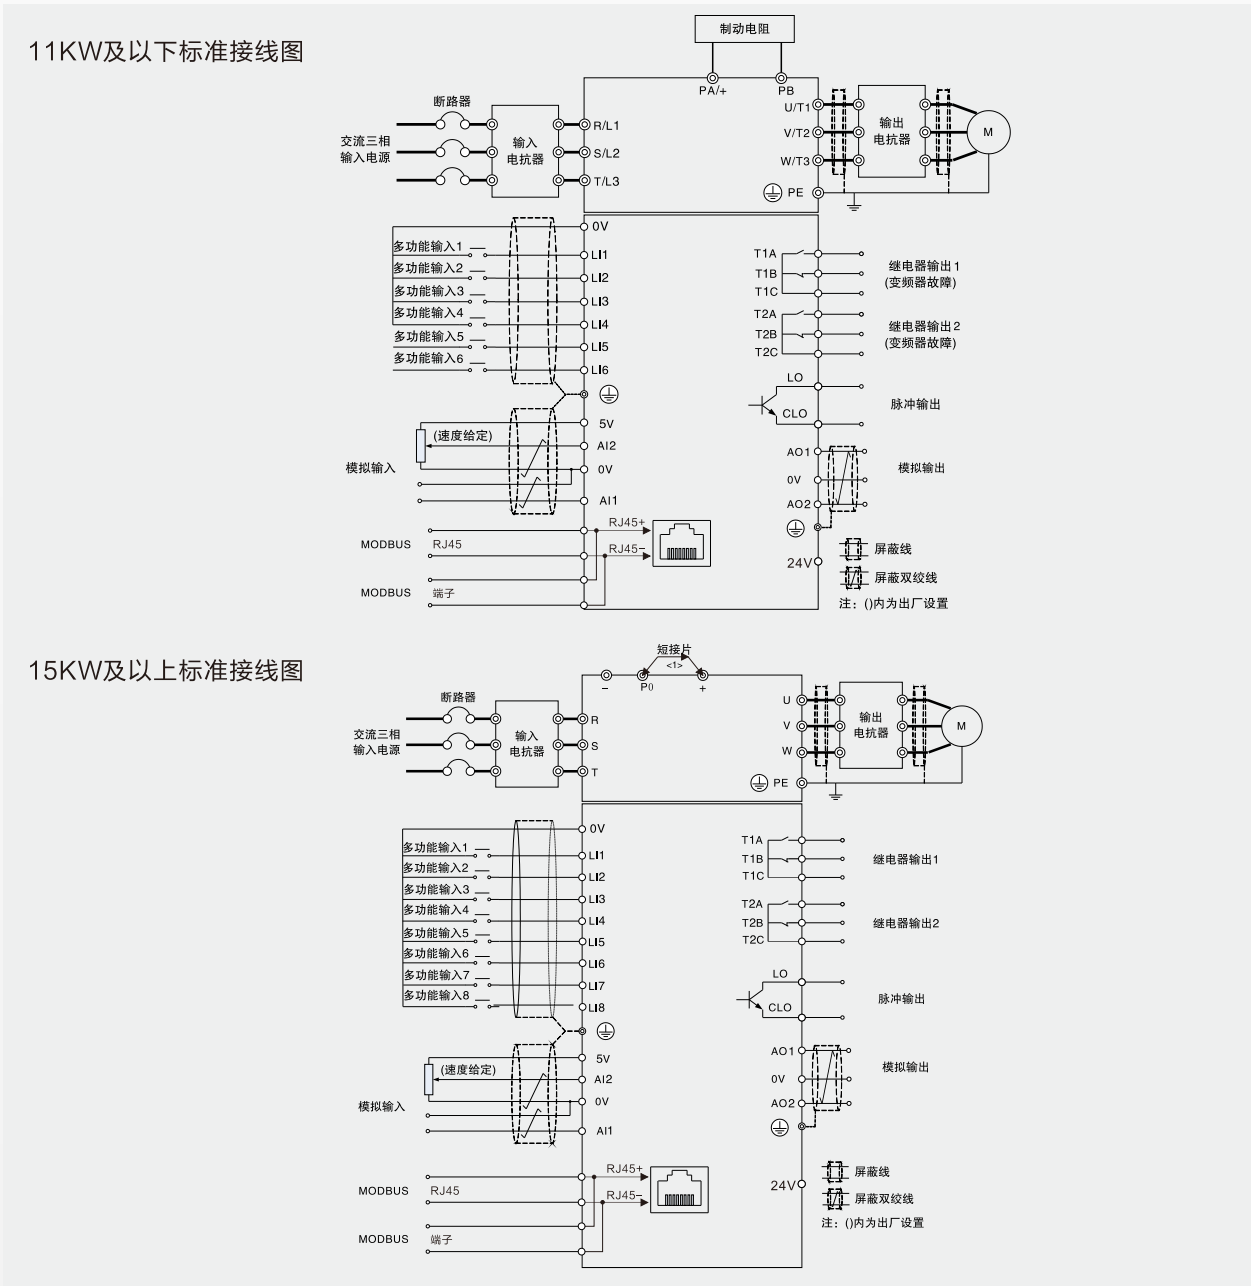 11KW及以下标准接线图
制动电阻
PA/+
PB
断路器
交流三相
输入电源
输入
电抗器
R/L1
S/L2
T/L3
U/T1
V/T2
W/T3
PE
输出
电抗器
M
0V
多功能输入1
LI1
多功能输入2
LI2
多功能输入3
LI3
多功能输入4
LI4
多功能输入5
LI5
多功能输入6
LI6
T1A
T1B
T1C
继电器输出1
(变频器故障)
T2A
T2B
T2C
继电器输出2
(变频器故障)
LO
CLO
脉冲输出
5V
(速度给定)
AI2
模拟输入
0V
AI1
AO1
0V
AO2
模拟输出
MODBUS RJ45
RJ45+
RJ45-
MODBUS 端子
24V
屏蔽线
屏蔽双绞线
注：()内为出厂设置
15KW及以上标准接线图
短接片
<1>
-
P0
+
断路器
交流三相
输入电源
输入
电抗器
R
S
T
U
V
W
PE
输出
电抗器
M
0V
多功能输入1
LI1
多功能输入2
LI2
多功能输入3
LI3
多功能输入4
LI4
多功能输入5
LI5
多功能输入6
LI6
多功能输入7
LI7
多功能输入8
LI8
T1A
T1B
T1C
继电器输出1
T2A
T2B
T2C
继电器输出2
LO
CLO
脉冲输出
5V
(速度给定)
AI2
模拟输入
0V
AI1
AO1
0V
AO2
模拟输出
MODBUS RJ45
RJ45+
RJ45-
MODBUS 端子
24V
屏蔽线
屏蔽双绞线
注：()内为出厂设置